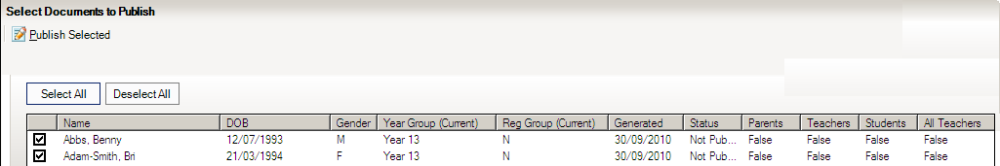 Select Documents to Publish
Publish Selected
Select All Deselect All
Name DOB Gender Year Group (Current) Reg Group (Current) Generated Status Parents Teachers Students All Teachers
Abbs, Benny 12/07/1993 M Year 13 N 30/09/2010 Not Pub... False False False False
Adam-Smith, Bri 21/03/1994 F Year 13 N 30/09/2010 Not Pub... False False False False